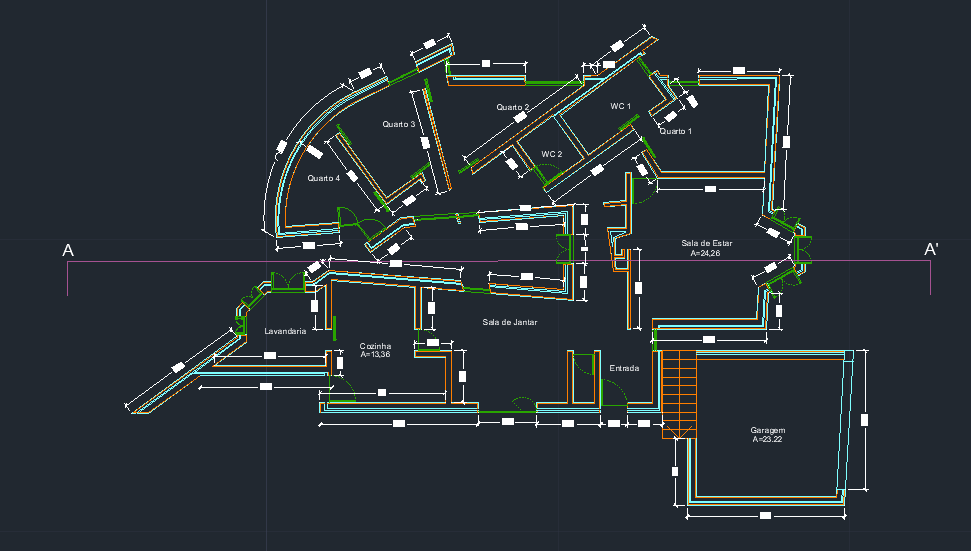 Quarto 2
WC 1
Quarto 3
Quarto 1
WC 2
Quarto 4
A
Sala de Estar
A=24,26
A'
Lavandaria
Sala de Jantar
Cozinha
A=13,36
Entrada
Garagem
A=23.22